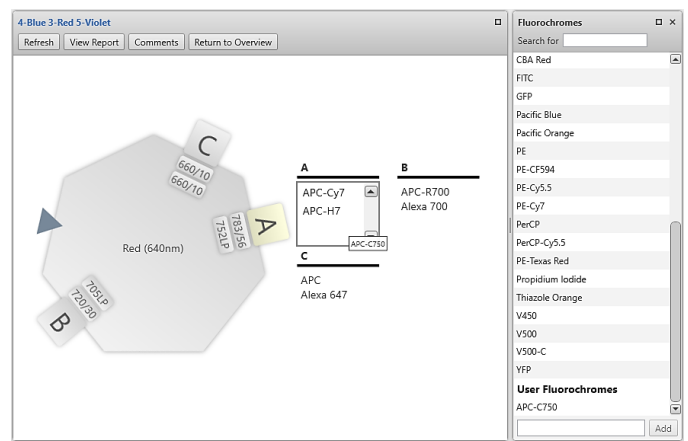 4-Blue 3-Red 5-Violet
Refresh View Report Comments Return to Overview
C
660/10
660/10
A
783/56
752LP
Red (640nm)
705LP
720/30
B
A
APC-Cy7
APC-H7
APC-C750
B
APC-R700
Alexa 700
C
APC
Alexa 647
Fluorochromes
Search for
CBA Red
FITC
GFP
Pacific Blue
Pacific Orange
PE
PE-CF594
PE-Cy5.5
PE-Cy7
PerCP
PerCP-Cy5.5
PE-Texas Red
Propidium Iodide
Thiazole Orange
V450
V500
V500-C
YFP
User Fluorochromes
APC-C750
Add